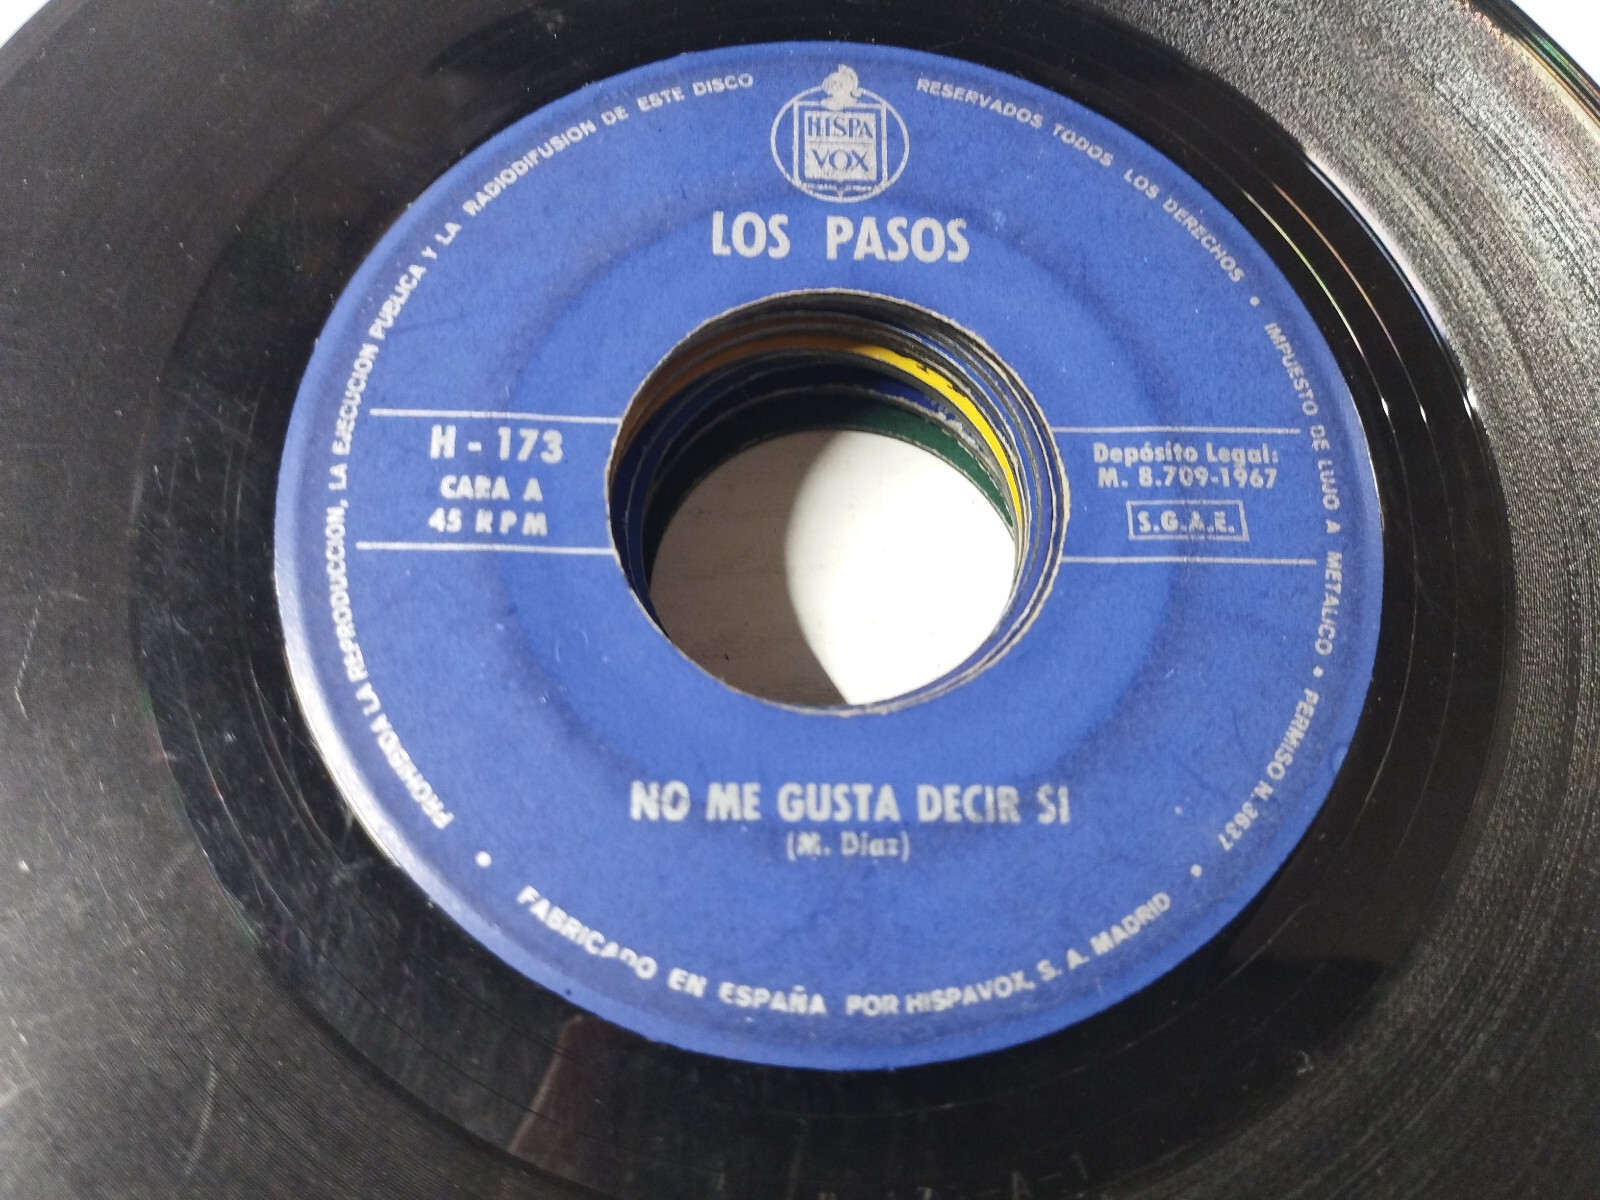 PROHIBIDA LA REPRODUCCION, LA EJECUCION PUBLICA Y LA RADIODIFUSION DE ESTE DISCO
RESERVADOS TODOS LOS DERECHOS • IMPUESTO DE LUJO A METALICO • PERMISO N. 3637
HISPA
VOX
LOS PASOS
H - 173
CARA A
45 RPM
Depósito Legal:
M. 8.709-1967
S.G.A.E.
NO ME GUSTA DECIR SI
(M. Díaz)
• FABRICADO EN ESPAÑA POR HISPAVOX, S. A. MADRID •